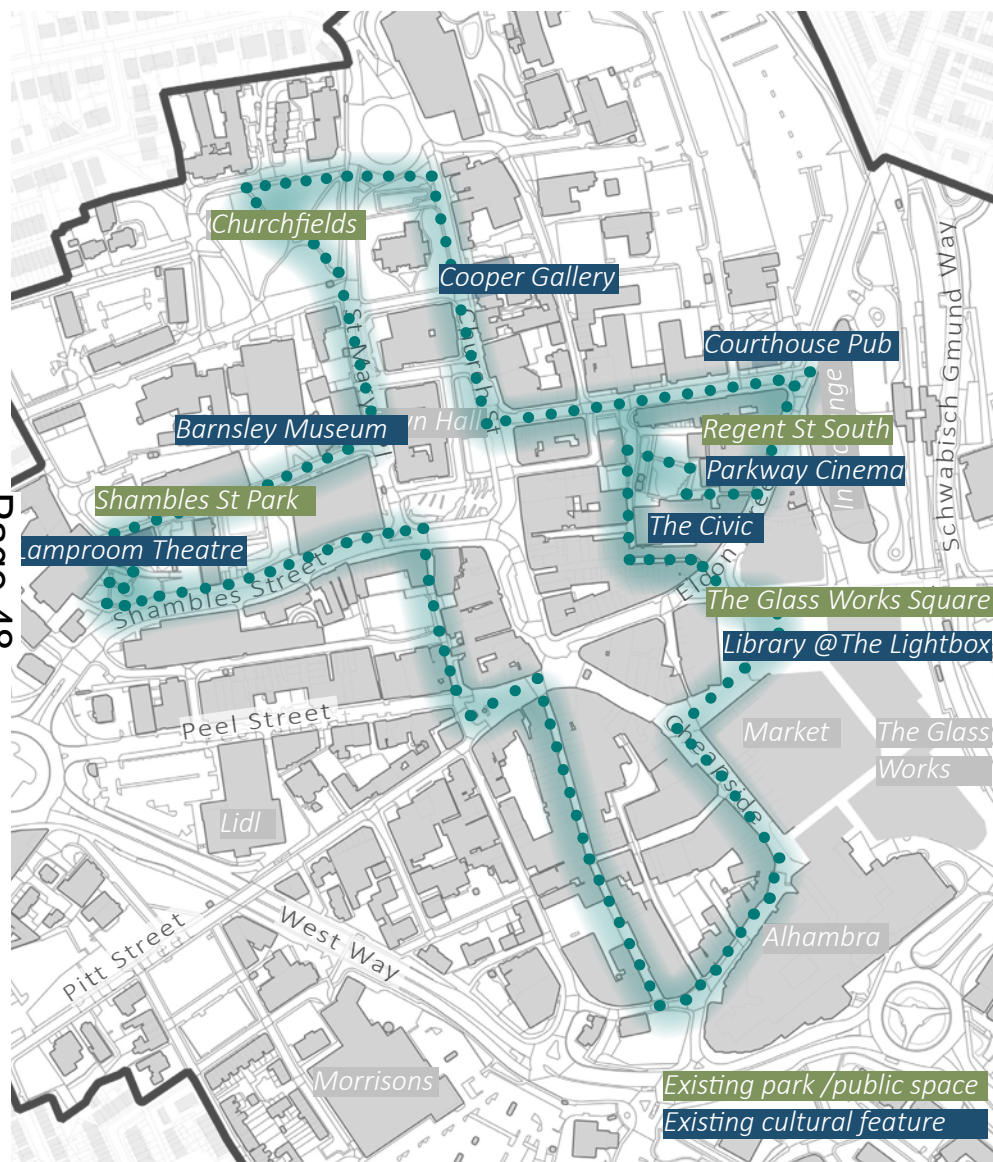 Churchfields
Cooper Gallery
Schwabisch Gmund Way
St Mary
Church St
Courthouse Pub
Barnsley Museum
Hall
Regent St South
Parkway Cinema
Shambles St Park
Page 48
Lamproom Theatre
The Civic
Shambles Street
Eldon
The Glass Works Square
Library @The Lightbox
Peel Street
Cheapside
Market
The Glass
Works
Lidl
West Way
Pitt Street
Alhambra
Morrisons
Existing park /public space
Existing cultural feature